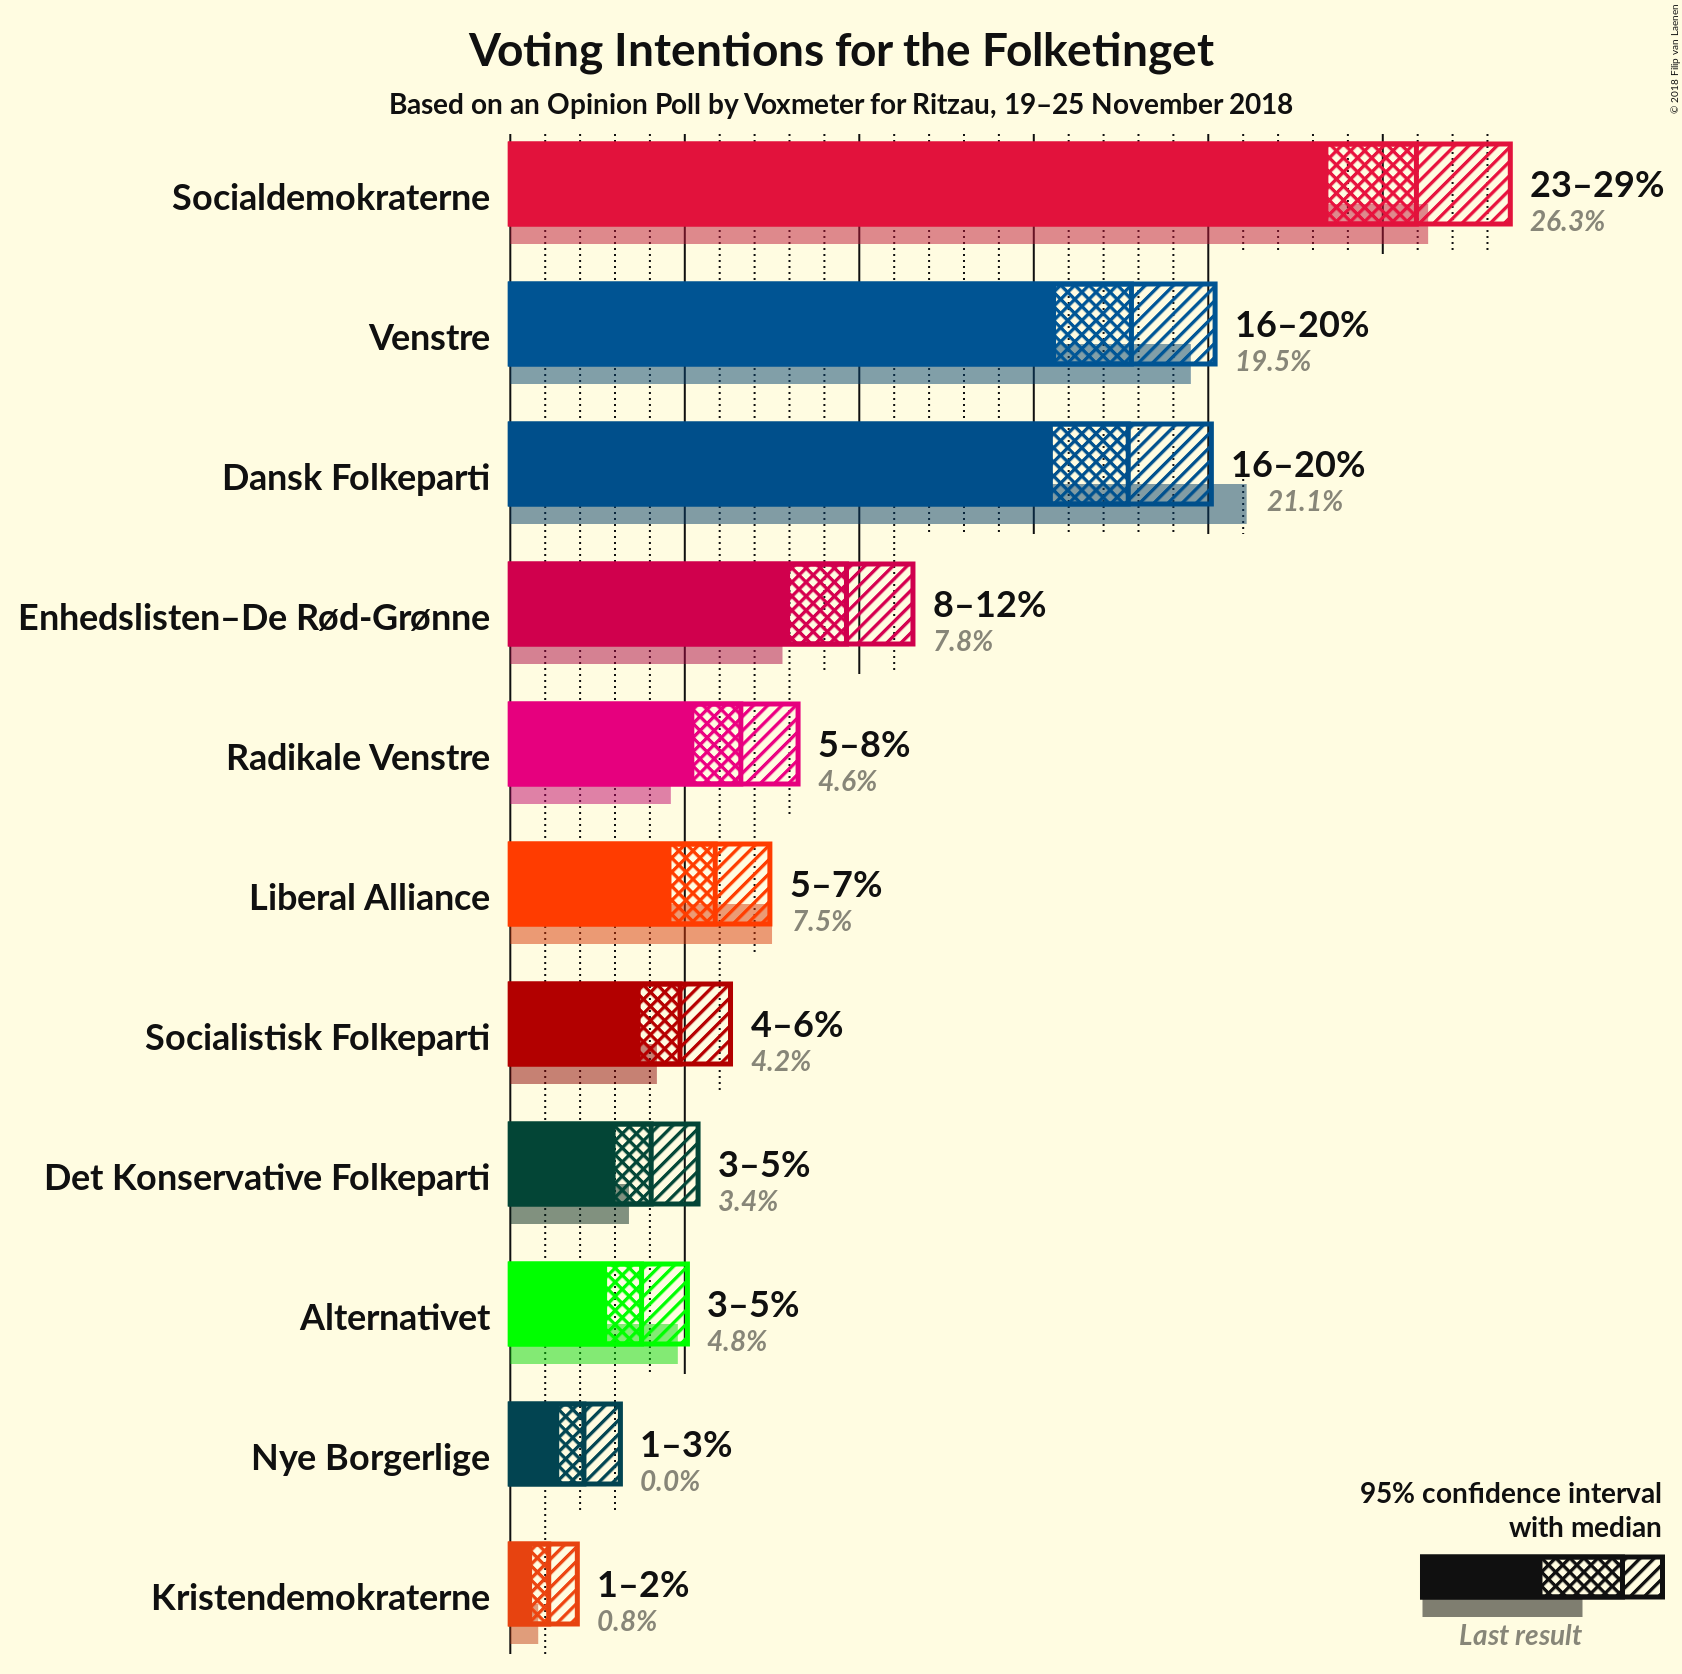 Voting Intentions for the Folketinget
Based on an Opinion Poll by Voxmeter for Ritzau, 19–25 November 2018
© 2018 Filip van Laenen
Socialdemokraterne
23–29%
26.3%
Venstre
16–20%
19.5%
Dansk Folkeparti
16–20%
21.1%
Enhedslisten–De Rød-Grønne
8–12%
7.8%
Radikale Venstre
5–8%
4.6%
Liberal Alliance
5–7%
7.5%
Socialistisk Folkeparti
4–6%
4.2%
Det Konservative Folkeparti
3–5%
3.4%
Alternativet
3–5%
4.8%
Nye Borgerlige
1–3%
0.0%
Kristendemokraterne
1–2%
0.8%
95% confidence interval
with median
Last result